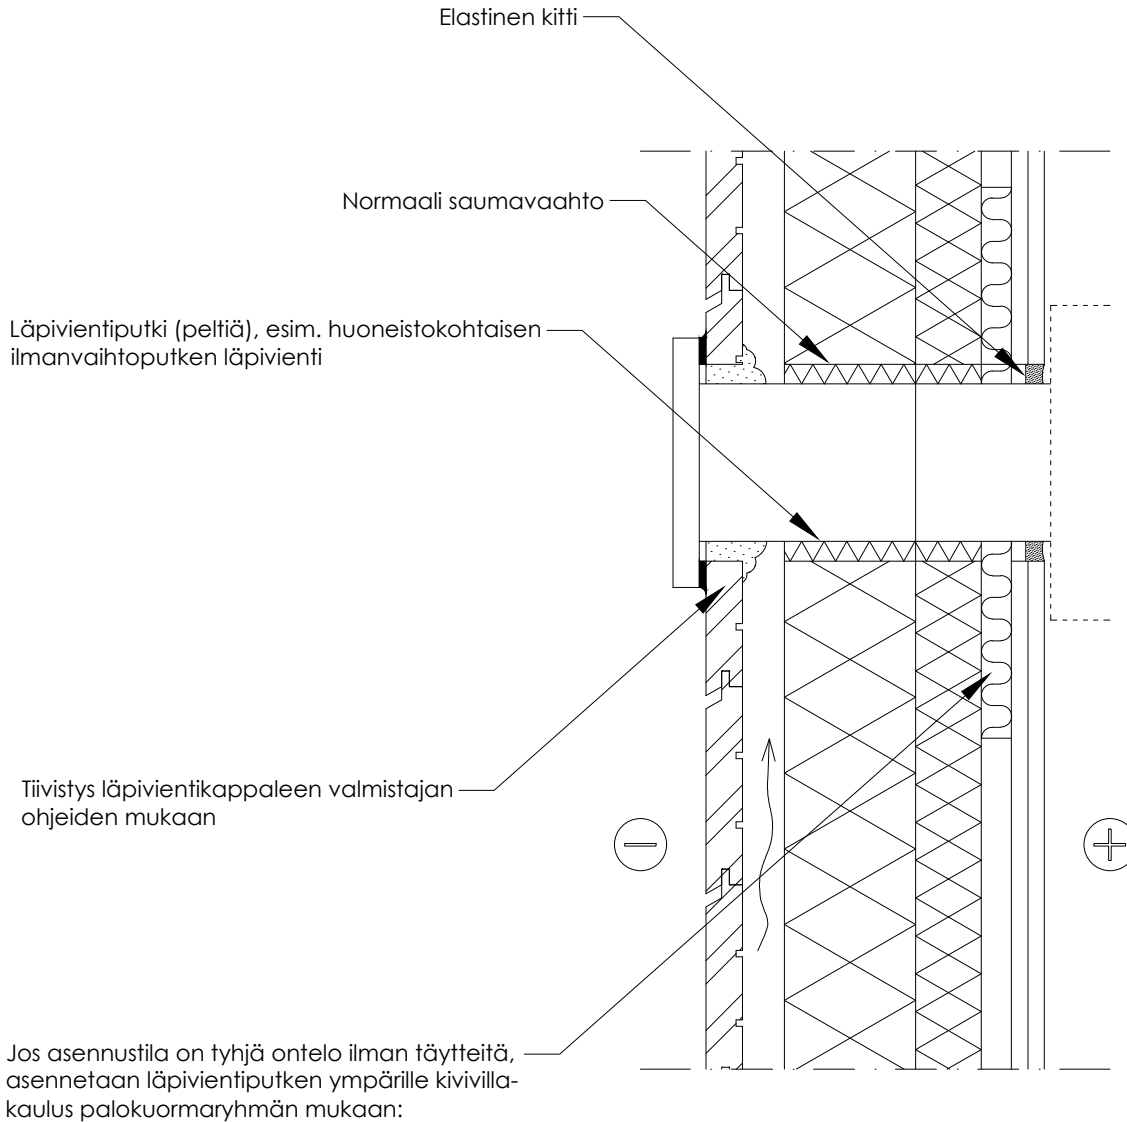 Elastinen kitti
Normaali saumavaahto
Läpivientiputki (peltiä), esim. huoneistokohtaisen
ilmanvaihtoputken läpivienti
Tiivistys läpivientikappaleen valmistajan
ohjeiden mukaan
Jos asennustila on tyhjä ontelo ilman täytteitä,
asennetaan läpivientiputken ympärille kivivilla-
kaulus palokuormaryhmän mukaan: